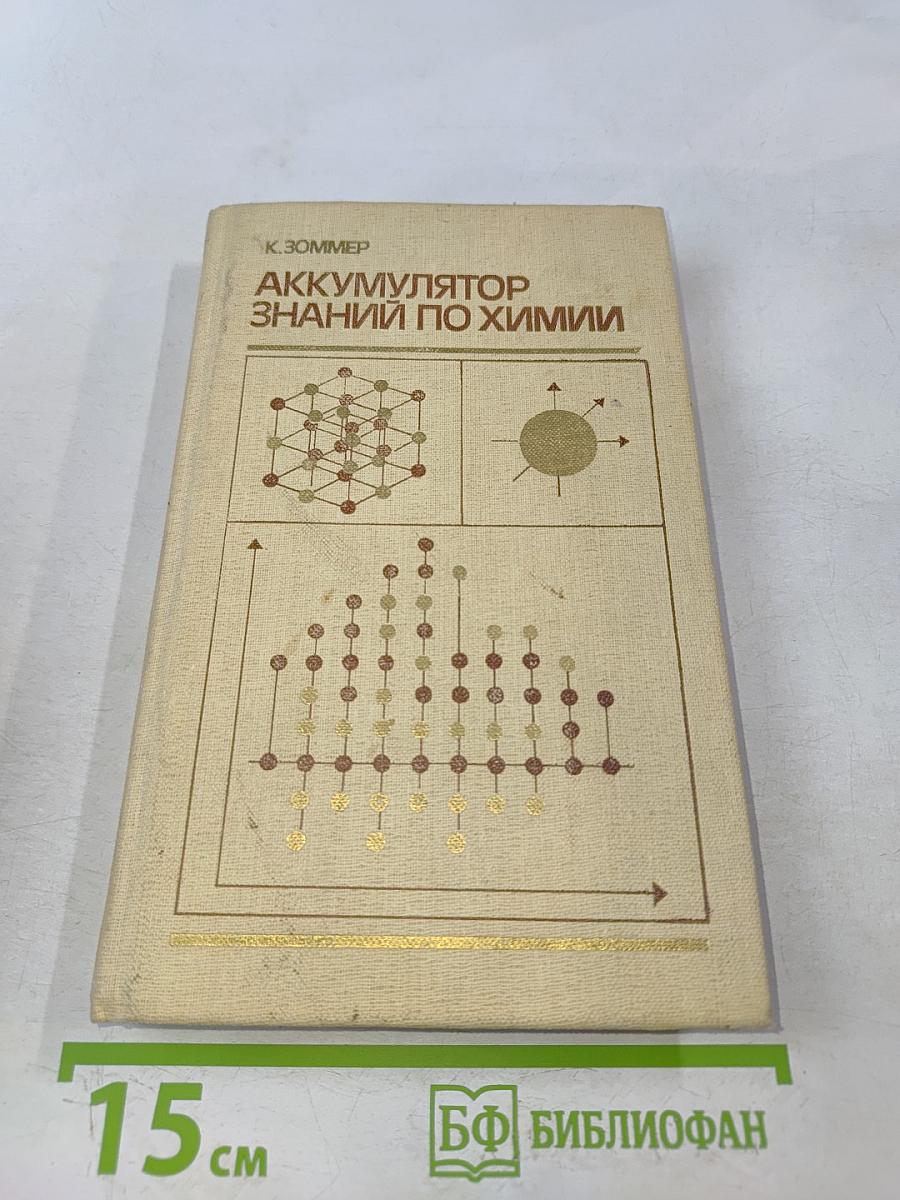 К. ЗОММЕР
АККУМУЛЯТОР
ЗНАНИЙ ПО ХИМИИ
15 см
БФ БИБЛИОФАН